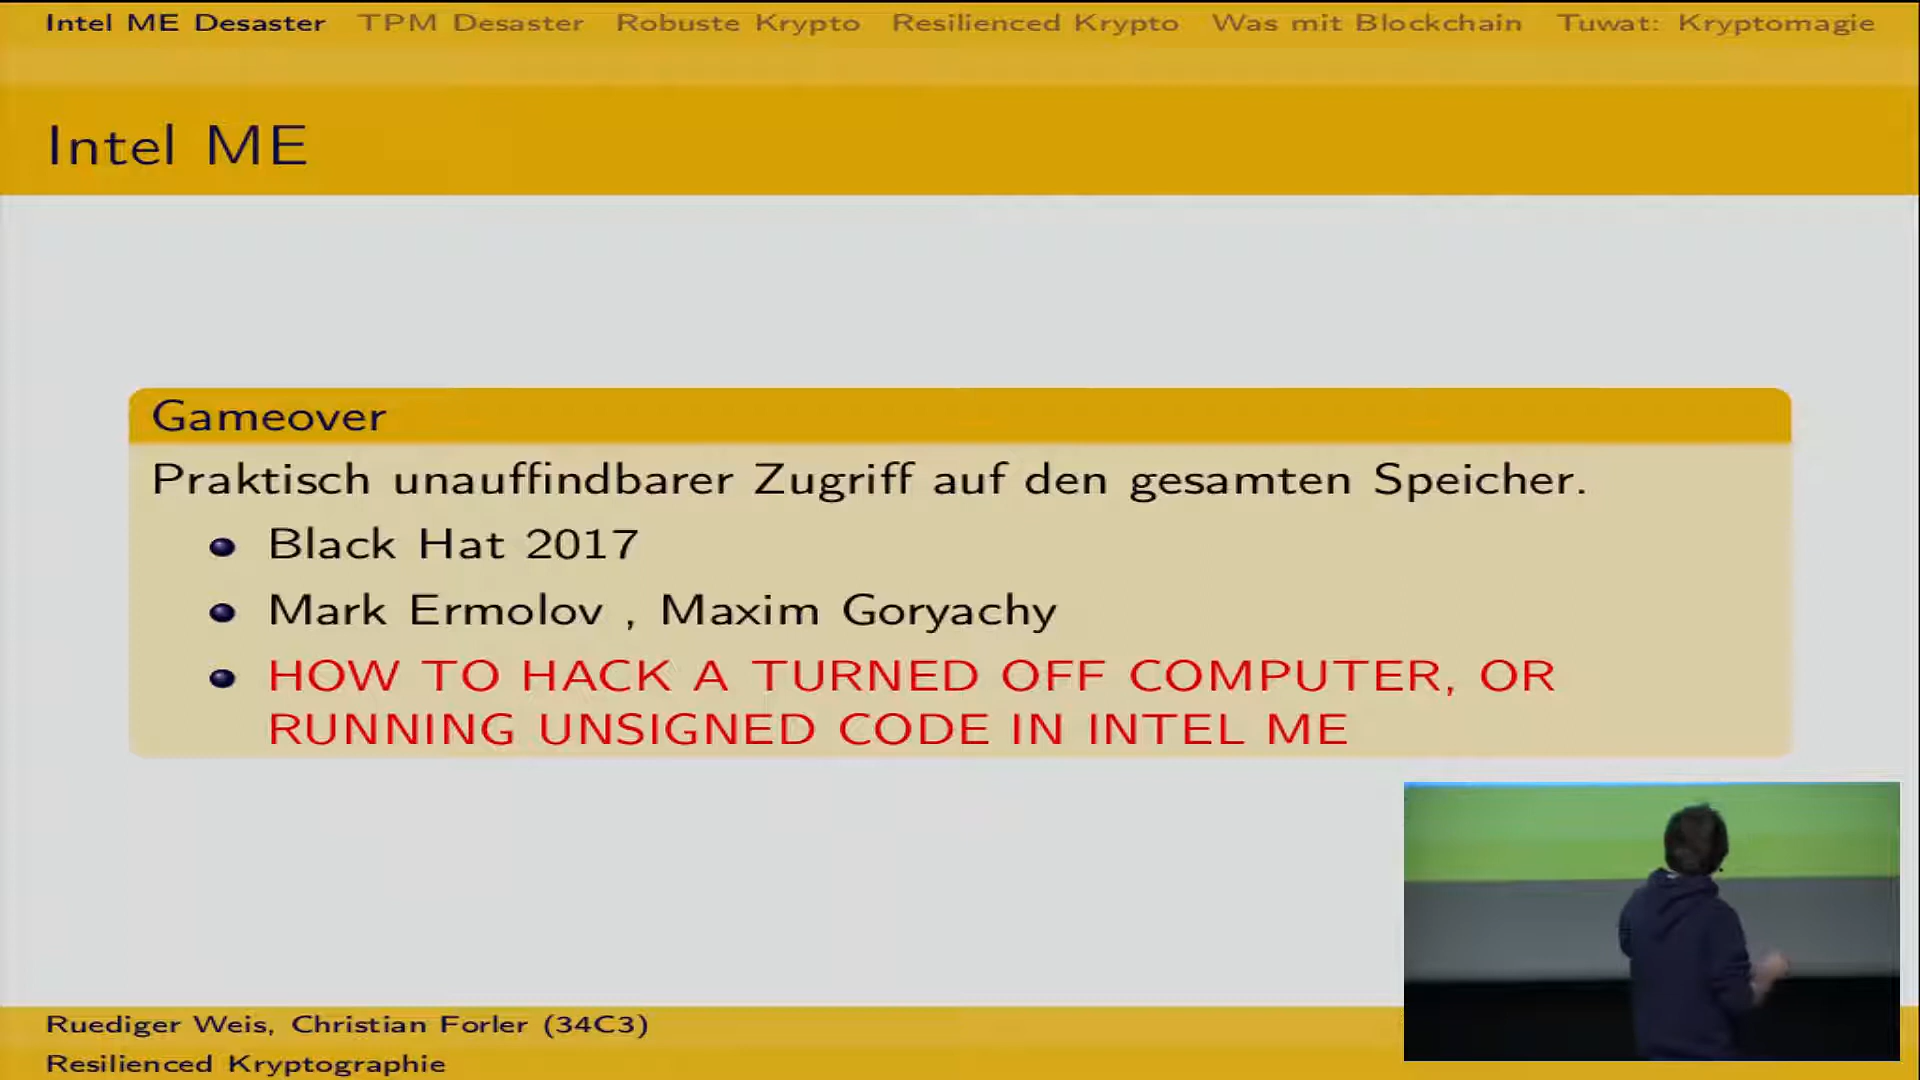 Intel ME Desaster TPM Desaster Robuste Krypto Resilienced Krypto Was mit Blockchain Tuwat: Kryptomagie
Intel ME
Gameover
Praktisch unauffindbarer Zugriff auf den gesamten Speicher.
Black Hat 2017
Mark Ermolov , Maxim Goryachy
HOW TO HACK A TURNED OFF COMPUTER, OR
RUNNING UNSIGNED CODE IN INTEL ME
Ruediger Weis, Christian Forler (34C3)
Resilienced Kryptographie